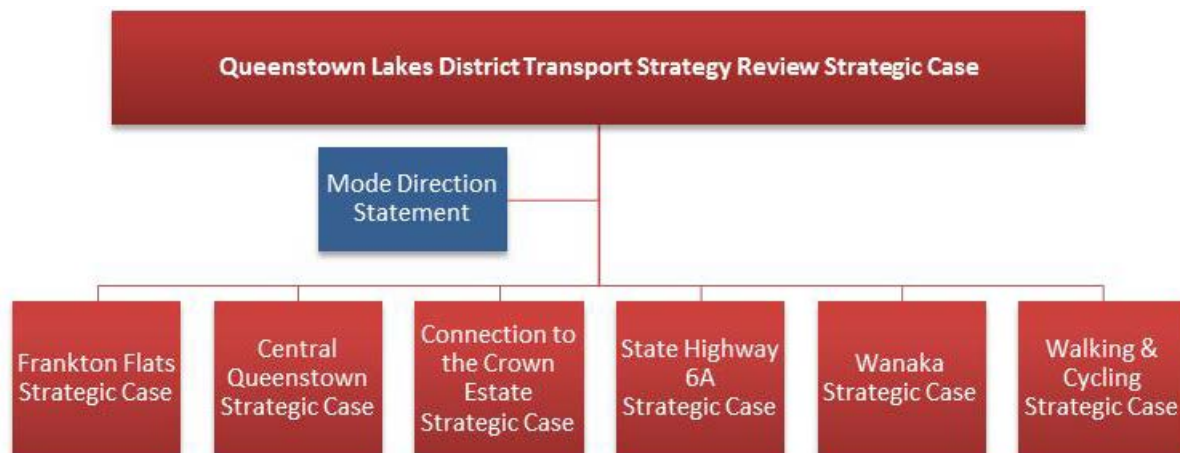 Queenstown Lakes District Transport Strategy Review Strategic Case
Mode Direction
Statement
Frankton Flats
Strategic Case
Central
Queenstown
Strategic Case
Connection to
the Crown
Estate
Strategic Case
State Highway
6A
Strategic Case
Wanaka
Strategic Case
Walking &
Cycling
Strategic Case